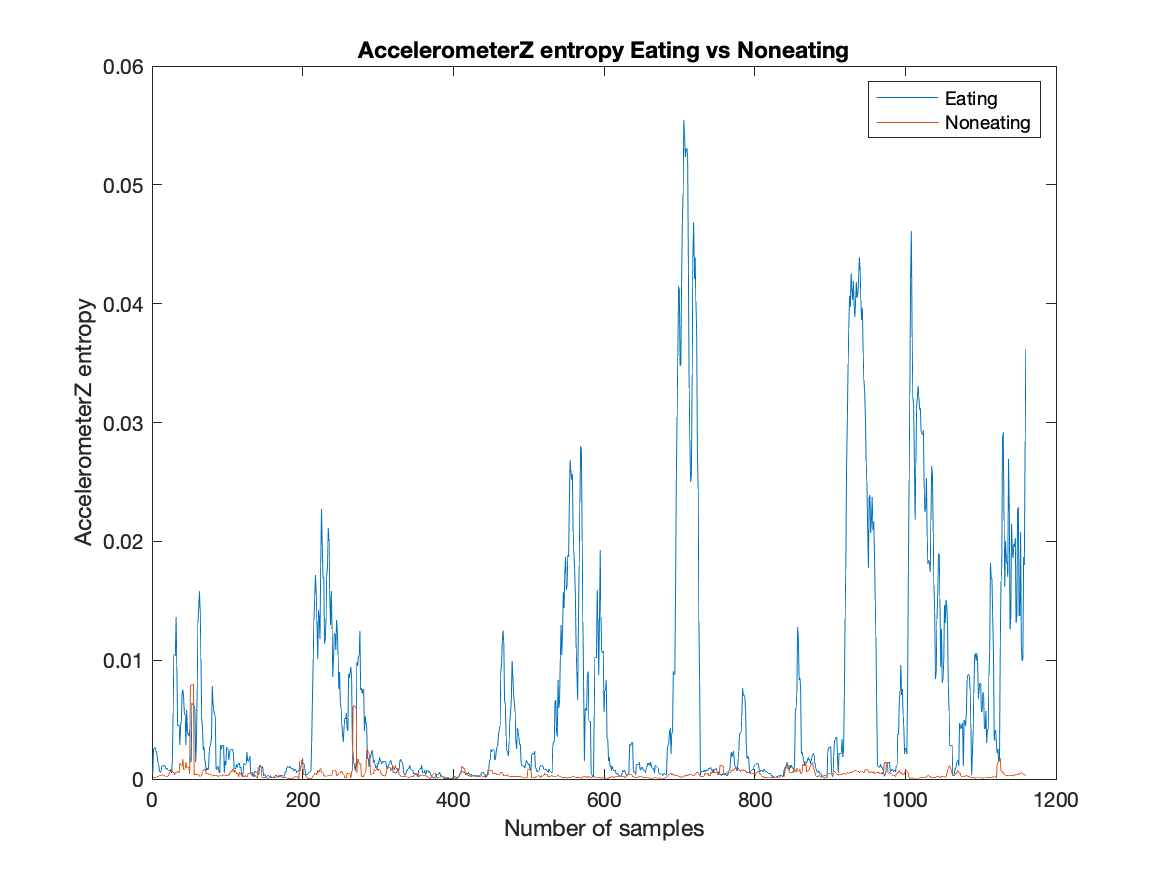 AccelerometerZ entropy Eating vs Noneating
Eating
Noneating
AccelerometerZ entropy
0.06
0.05
0.04
0.03
0.02
0.01
0
0 200 400 600 800 1000 1200
Number of samples